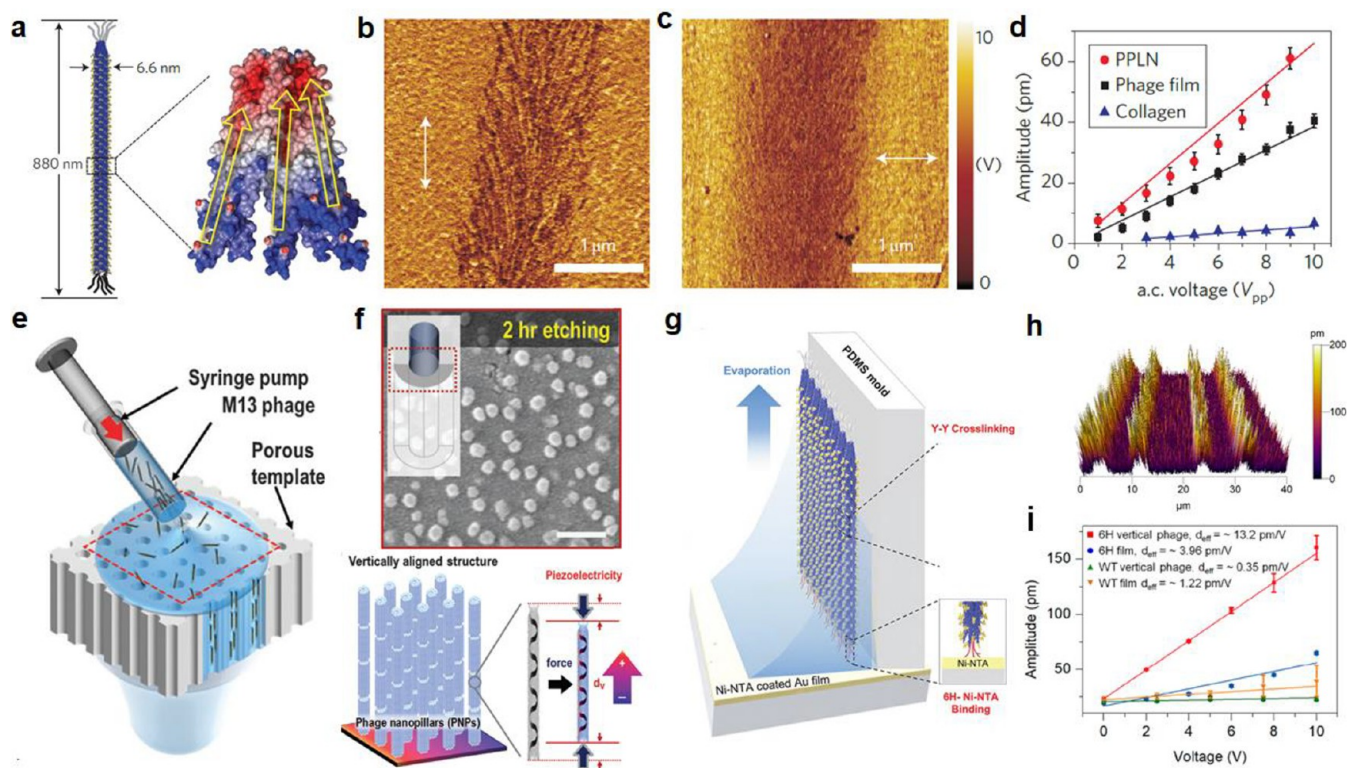 a
880 nm
6.6 nm
b
1 μm
c
1 μm
10
(V)
0
d
60
40
20
0
Amplitude (pm)
PPLN
Phage film
Collagen
0 2 4 6 8 10
a.c. voltage (Vpp)
e
Syringe pump
M13 phage
Porous
template
f
2 hr etching
Vertically aligned structure
Piezoelectricity
force
dv
+
−
Phage nanopillars (PNPs)
g
Evaporation
PDMS mold
Y-Y Crosslinking
Ni-NTA
Ni-NTA coated Au film
6H- Ni-NTA
Binding
h
pm
200
100
0
0 10 20 30 40
μm
i
6H vertical phage, deff = ~ 13.2 pm/V
6H film, deff = ~ 3.96 pm/V
WT vertical phage, deff = ~ 0.35 pm/V
WT film deff = ~ 1.22 pm/V
150
100
50
Amplitude (pm)
0 2 4 6 8 10
Voltage (V)